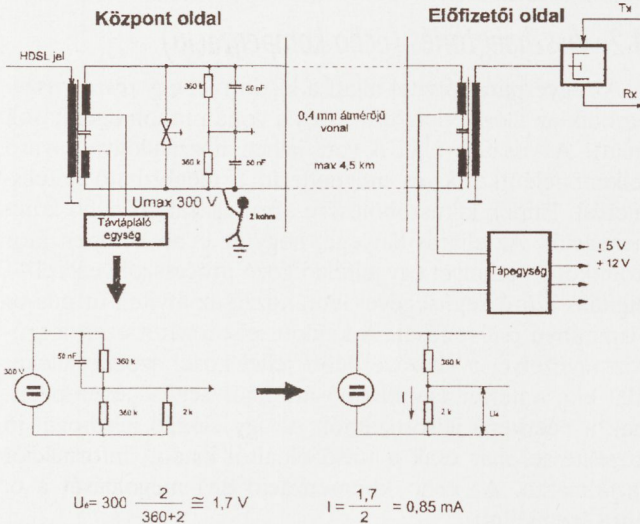 Központ oldal
Előfizetői oldal
Tx
HDSL jel
Rx
360 k
50 nF
0,4 mm átmérőjű
vonal
360 k
50 nF
max 4,5 km
Umax 300 V
2 kohm
Távtápláló
egység
Tápegység
± 5 V
± 12 V
50 nF
360 k
300 V
360 k
2 k
360 k
I
2 k
Ue
Ue= 300 2/360+2 ≅ 1,7 V
I = 1,7/2 = 0,85 mA